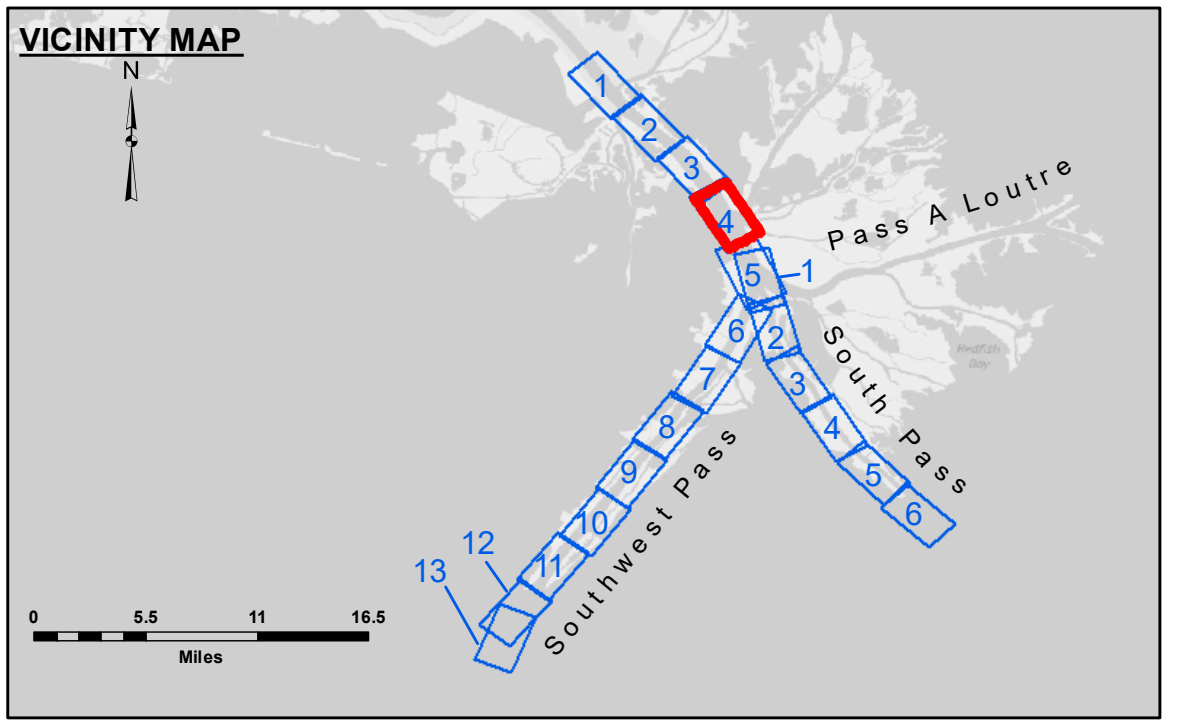 VICINITY MAP
N
1
2
3
4
5
1
Pass A Loutre
6
2
Redfish
Bay
7
3
South Pass
8
4
9
5
10
6
11
12
13
Southwest Pass
0 5.5 11 16.5
Miles